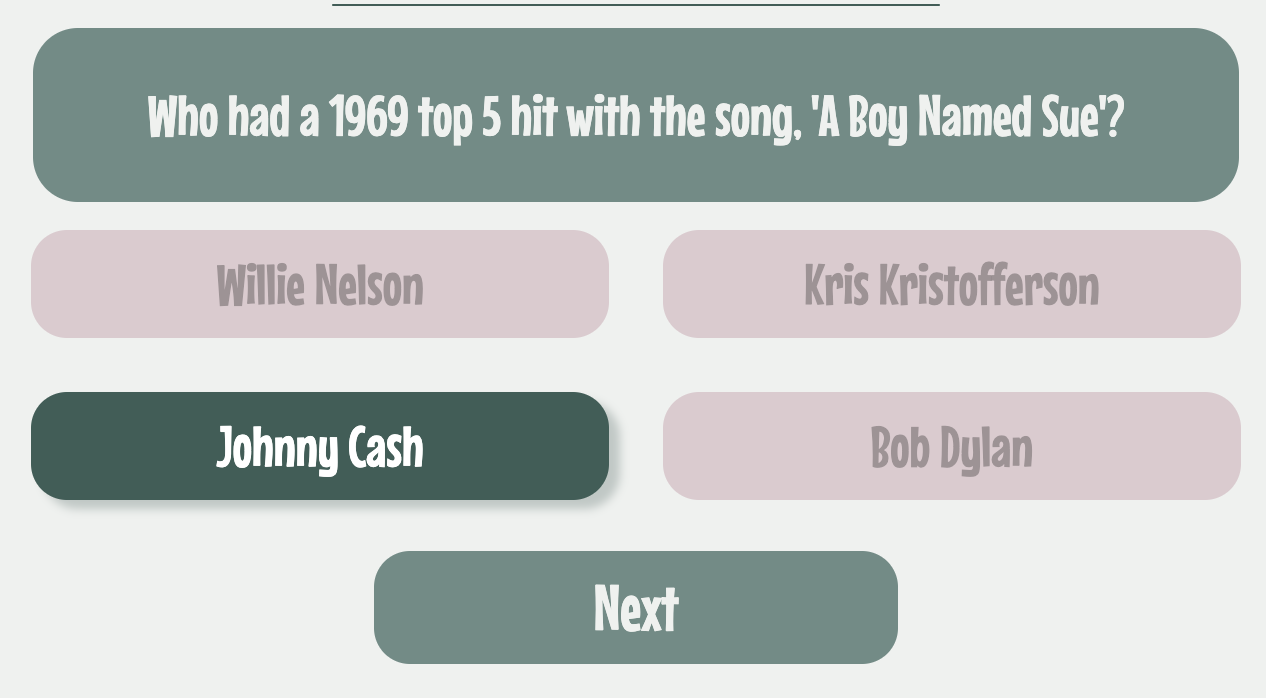 Who had a 1969 top 5 hit with the song, 'A Boy Named Sue'?
Willie Nelson
Kris Kristofferson
Johnny Cash
Bob Dylan
Next